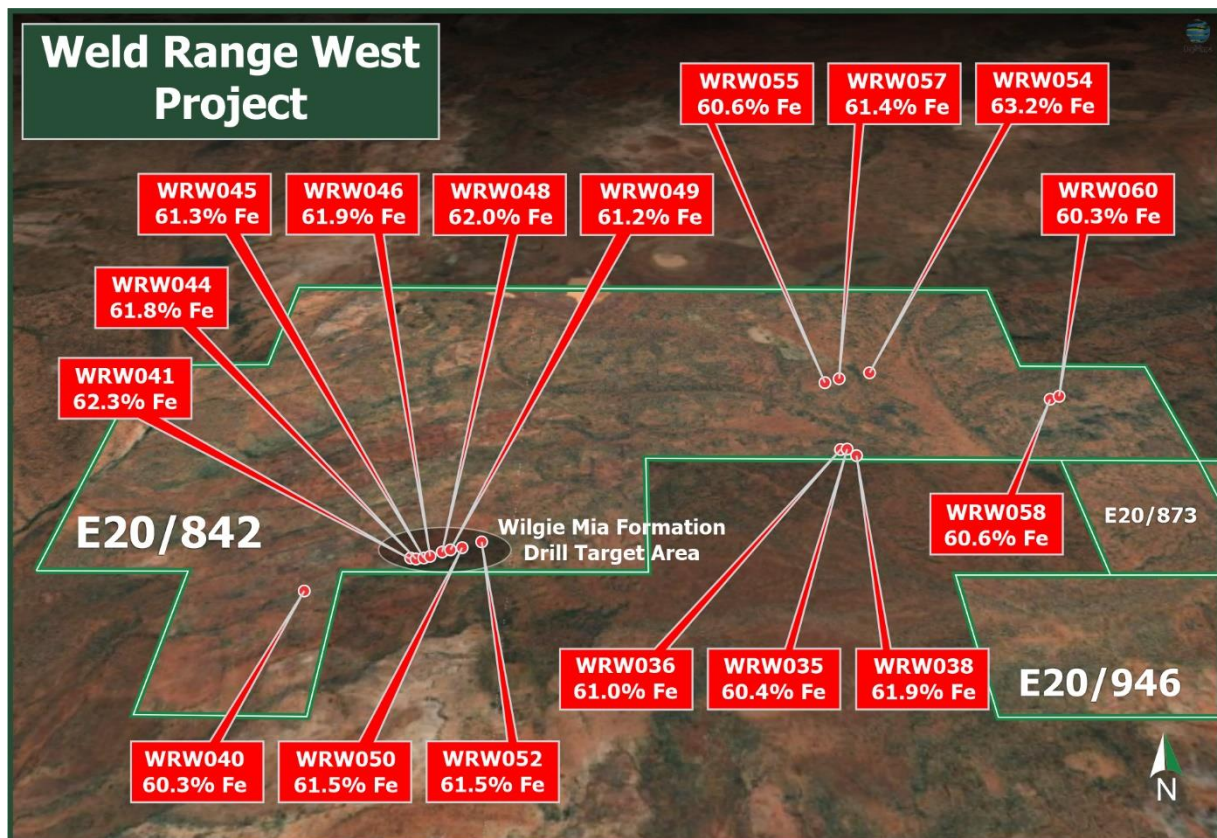 Weld Range West
Project
WRW055
60.6% Fe
WRW057
61.4% Fe
WRW054
63.2% Fe
WRW045
61.3% Fe
WRW046
61.9% Fe
WRW048
62.0% Fe
WRW049
61.2% Fe
WRW060
60.3% Fe
WRW044
61.8% Fe
WRW041
62.3% Fe
E20/842
Wilgie Mia Formation
Drill Target Area
WRW058
60.6% Fe
E20/873
WRW036
61.0% Fe
WRW035
60.4% Fe
WRW038
61.9% Fe
E20/946
WRW040
60.3% Fe
WRW050
61.5% Fe
WRW052
61.5% Fe
N